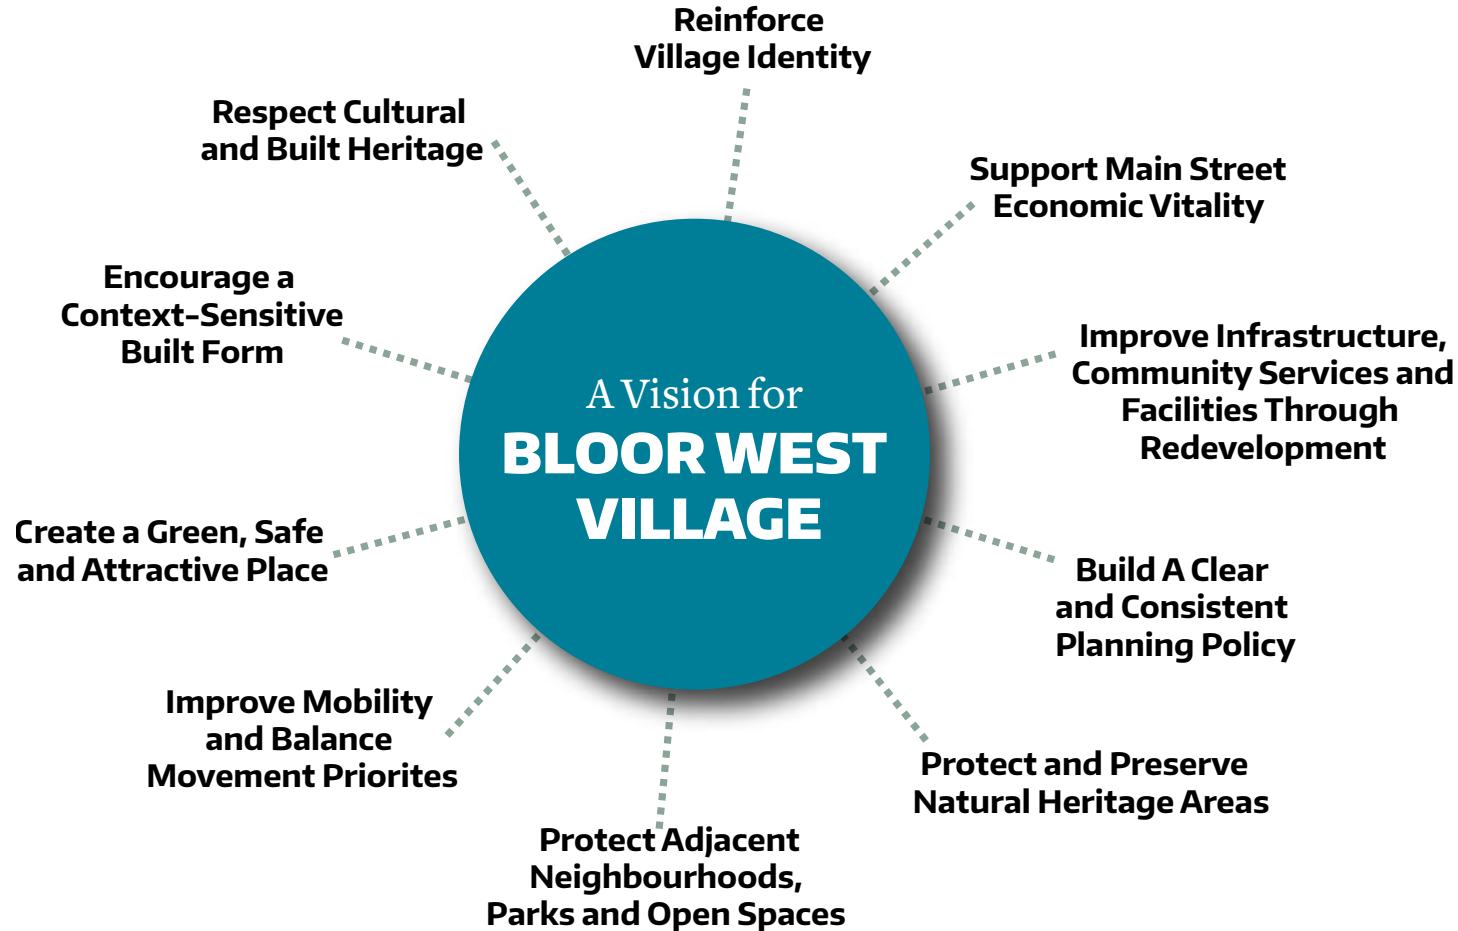 Reinforce
Village Identity
Respect Cultural
and Built Heritage
Support Main Street
Economic Vitality
Encourage a
Context-Sensitive
Built Form
Improve Infrastructure,
Community Services and
Facilities Through
Redevelopment
A Vision for
BLOOR WEST
VILLAGE
Create a Green, Safe
and Attractive Place
Build A Clear
and Consistent
Planning Policy
Improve Mobility
and Balance
Movement Priorites
Protect and Preserve
Natural Heritage Areas
Protect Adjacent
Neighbourhoods,
Parks and Open Spaces